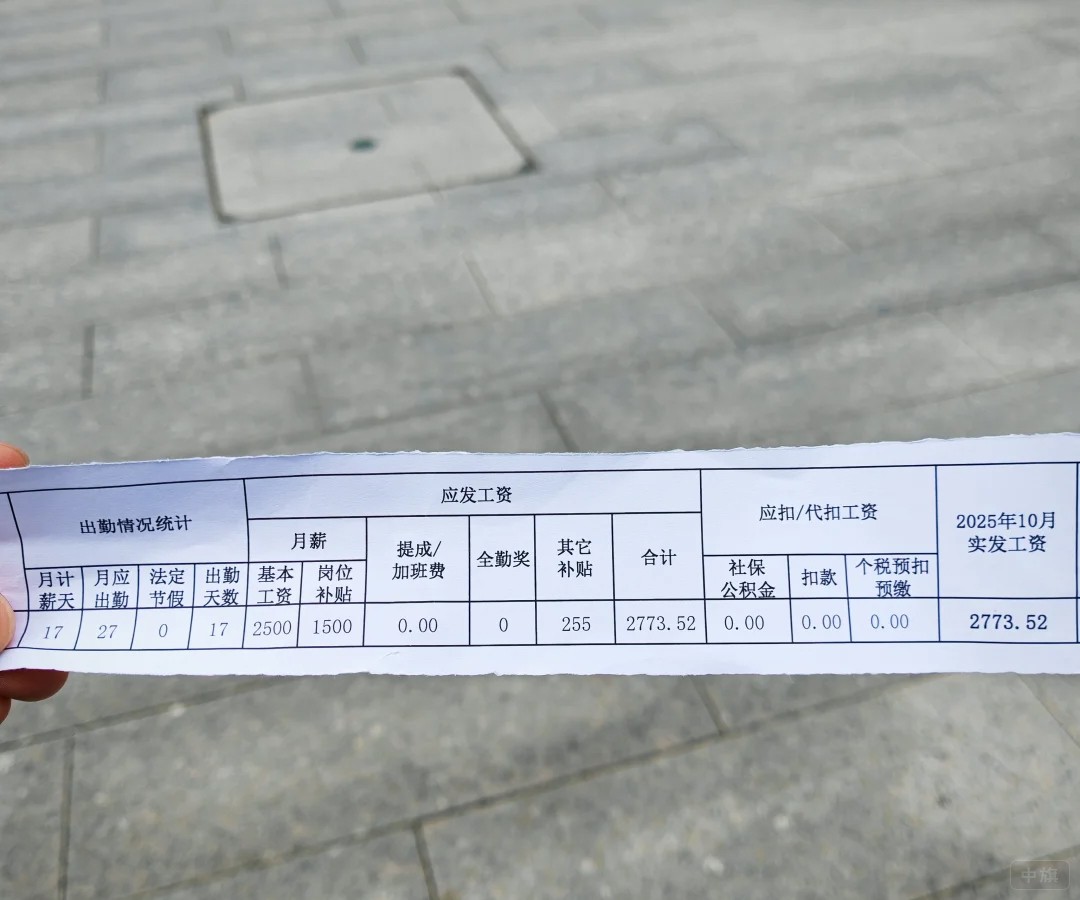 出勤情况统计
应发工资
应扣/代扣工资
2025年10月
实发工资
月薪
提成/
加班费
全勤奖
其它
补贴
合计
月计
薪天
月应
出勤
法定
节假
出勤
天数
基本
工资
岗位
补贴
社保
公积金
扣款
个税预扣
预缴
17 27 0 17 2500 1500 0.00 0 255 2773.52 0.00 0.00 0.00 2773.52
中旗